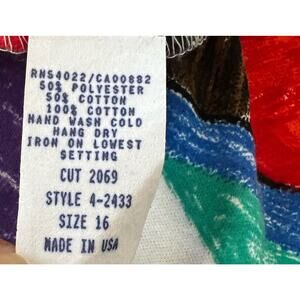 RN54022/CA00882
50% POLYESTER
50% COTTON
100% COTTON
HAND WASH COLD
HANG DRY
IRON ON LOWEST
SETTING
CUT 2069
STYLE 4-2433
SIZE 16
MADE IN USA